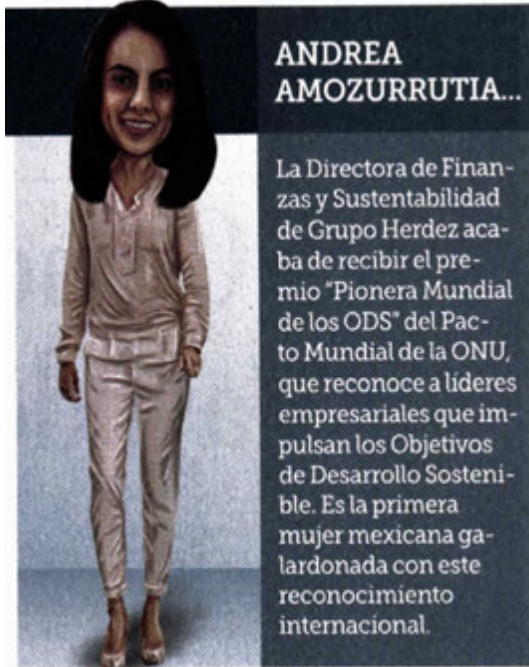 ANDREA
AMOZURRUTIA...
La Directora de Finan-
zas y Sustentabilidad
de Grupo Herdez aca-
ba de recibir el pre-
mio “Pionera Mundial
de los ODS” del Pac-
to Mundial de la ONU,
que reconoce a líderes
empresariales que im-
pulsan los Objetivos
de Desarrollo Sosteni-
ble. Es la primera
mujer mexicana ga-
lardonada con este
reconocimiento
internacional.